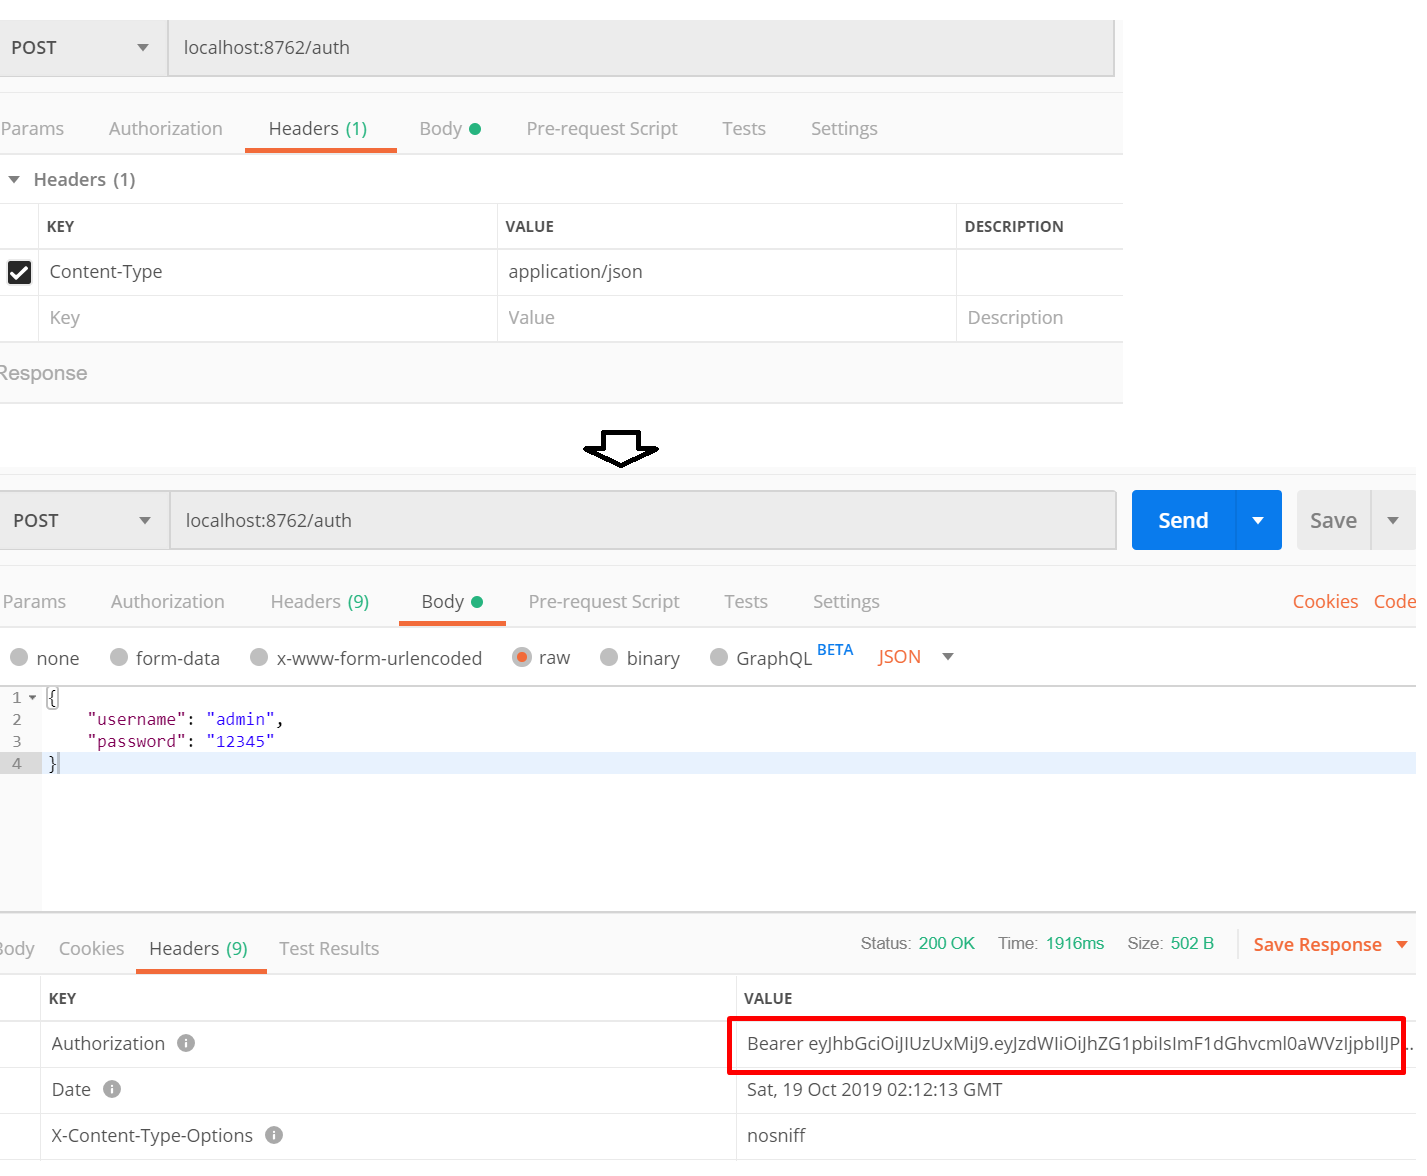 POST localhost:8762/auth
Params Authorization Headers (1) Body Pre-request Script Tests Settings
Headers (1)
KEY VALUE DESCRIPTION
Content-Type application/json
Key Value Description
Response
POST localhost:8762/auth Send Save
Params Authorization Headers (9) Body Pre-request Script Tests Settings Cookies Code
none form-data x-www-form-urlencoded raw binary GraphQL BETA JSON
1 {
2 "username": "admin",
3 "password": "12345"
4 }
Body Cookies Headers (9) Test Results Status: 200 OK Time: 1916ms Size: 502 B Save Response
KEY VALUE
Authorization Bearer eyJhbGciOiJIUzUxMiJ9.eyJzdWIiOiJhZG1pbiIsImF1dGhvcml0aWVzIjpbIlJP...
Date Sat, 19 Oct 2019 02:12:13 GMT
X-Content-Type-Options nosniff